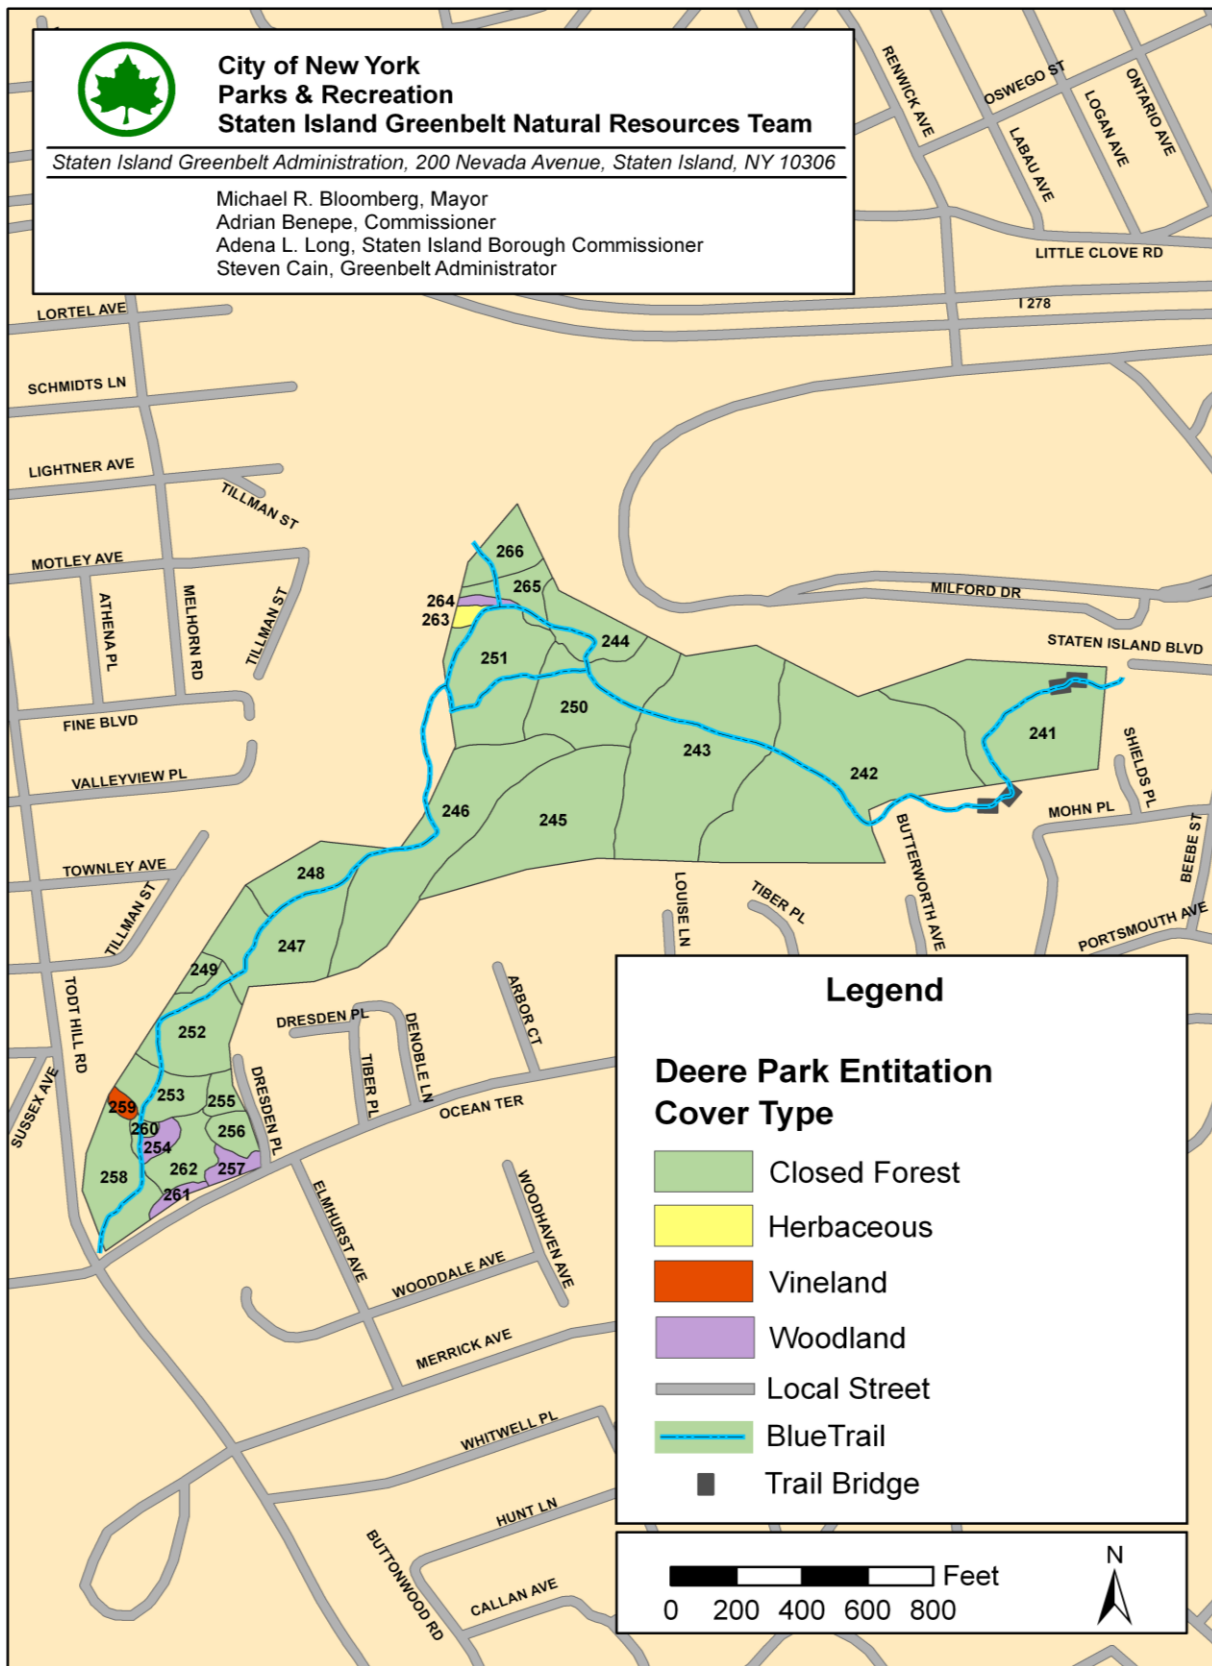 City of New York
Parks & Recreation
Staten Island Greenbelt Natural Resources Team
Staten Island Greenbelt Administration, 200 Nevada Avenue, Staten Island, NY 10306
Michael R. Bloomberg, Mayor
Adrian Benepe, Commissioner
Adena L. Long, Staten Island Borough Commissioner
Steven Cain, Greenbelt Administrator
RENWICK AVE
OSWEGO ST
LABAU AVE
LOGAN AVE
ONTARIO AVE
LITTLE CLOVE RD
I 278
LORTEL AVE
SCHMIDTS LN
LIGHTNER AVE
TILLMAN ST
MOTLEY AVE
ATHENA PL
MELHORN RD
TILLMAN ST
FINE BLVD
VALLEYVIEW PL
TOWNLEY AVE
TILLMAN ST
TODT HILL RD
SUSSEX AVE
MILFORD DR
STATEN ISLAND BLVD
SHIELDS PL
MOHN PL
BEEBE ST
PORTSMOUTH AVE
BUTTERWORTH AVE
TIBER PL
LOUISE LN
266
265
264
263
244
251
250
243
241
242
246
245
248
247
249
252
253
255
259
260
256
254
262
257
258
261
ARBOR CT
DRESDEN PL
DENOBLE LN
TIBER PL
DRESDEN PL
OCEAN TER
ELMHURST AVE
WOODHAVEN AVE
WOODDALE AVE
MERRICK AVE
WHITWELL PL
HUNT LN
BUTTONWOOD RD
CALLAN AVE
Legend
Deere Park Entitation
Cover Type
Closed Forest
Herbaceous
Vineland
Woodland
Local Street
BlueTrail
Trail Bridge
Feet
0 200 400 600 800
N